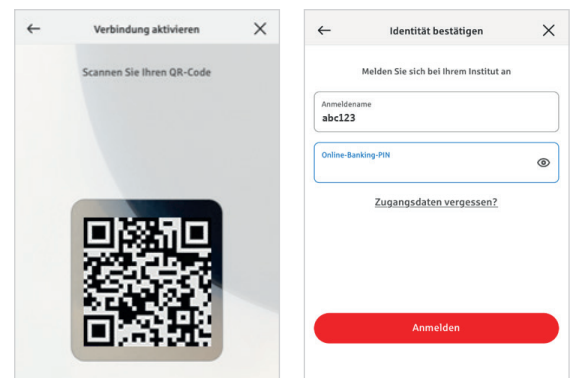 Verbindung aktivieren
Scannen Sie Ihren QR-Code
Identität bestätigen
Melden Sie sich bei Ihrem Institut an
Anmeldename
abc123
Online-Banking-PIN
Zugangsdaten vergessen?
Anmelden